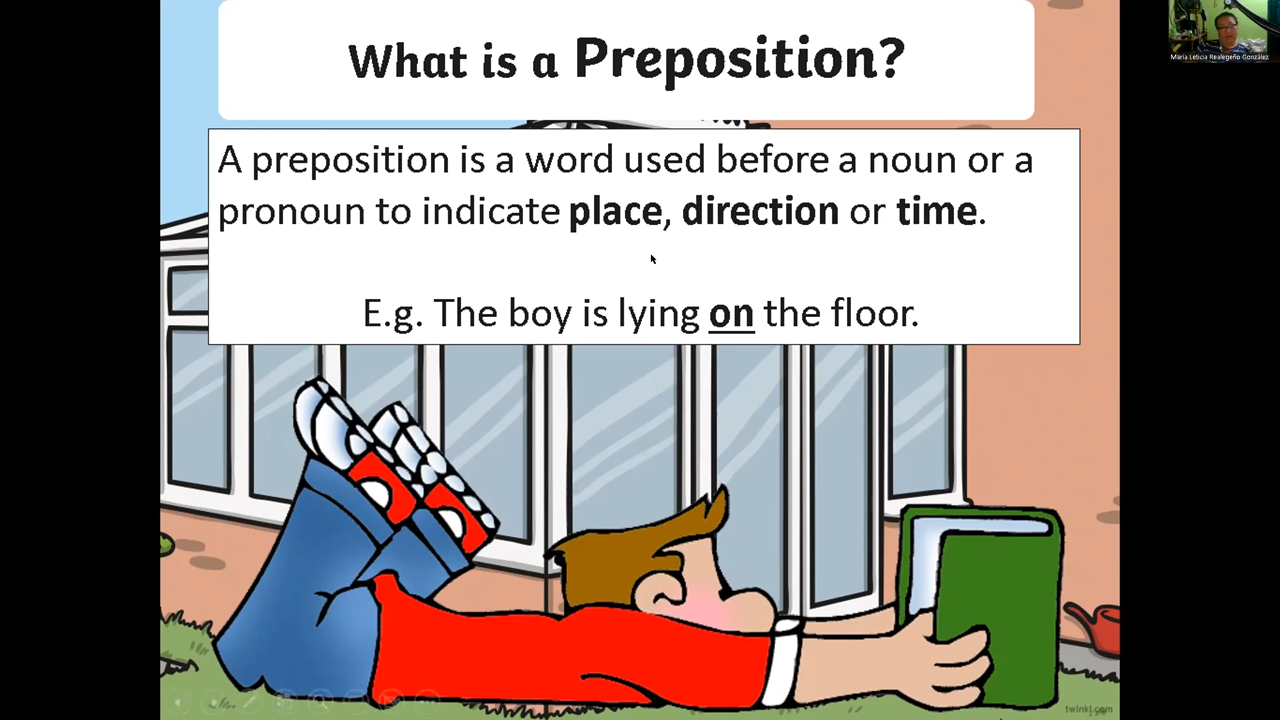 What is a Preposition?
María Leticia Realegeño González
A preposition is a word used before a noun or a
pronoun to indicate place, direction or time.
E.g. The boy is lying on the floor.
twinkl.com